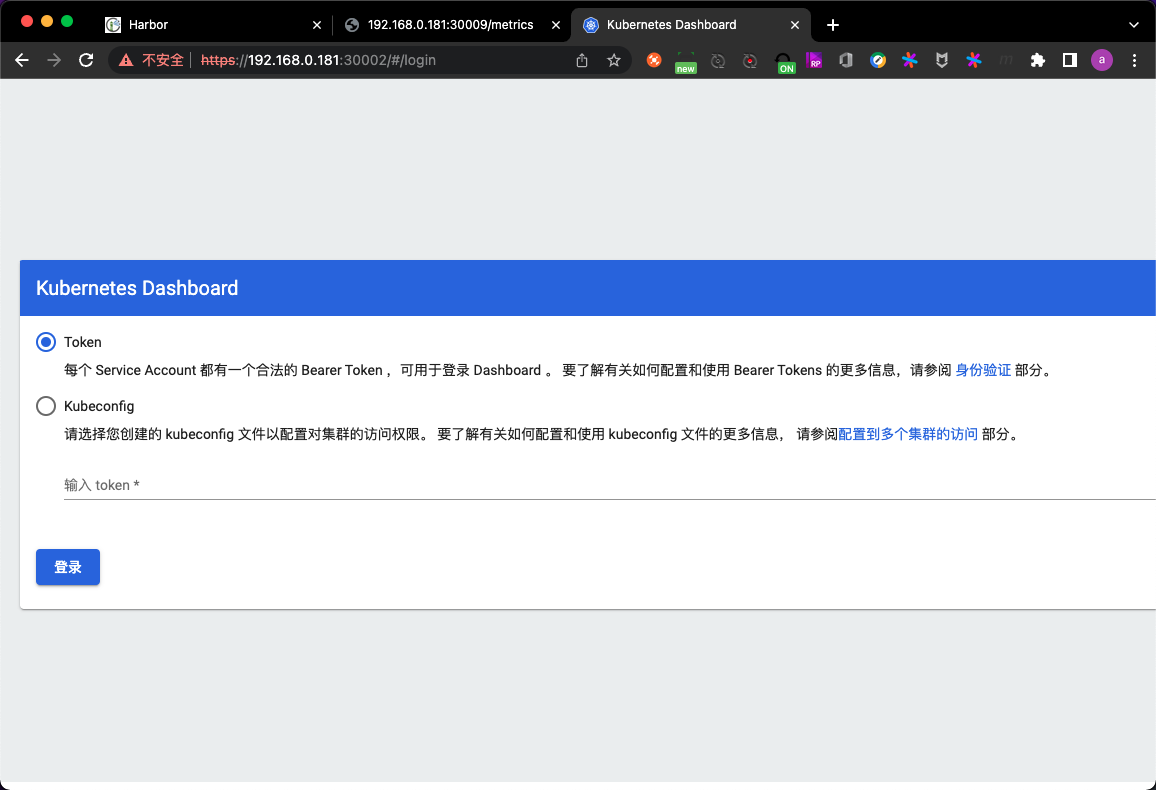 Harbor
192.168.0.181:30009/metrics
Kubernetes Dashboard
不安全
https://192.168.0.181:30002/#/login
new
ON
RP
a
Kubernetes Dashboard
Token
每个 Service Account 都有一个合法的 Bearer Token ，可用于登录 Dashboard 。 要了解有关如何配置和使用 Bearer Tokens 的更多信息，请参阅 身份验证 部分。
Kubeconfig
请选择您创建的 kubeconfig 文件以配置对集群的访问权限。 要了解有关如何配置和使用 kubeconfig 文件的更多信息， 请参阅配置到多个集群的访问 部分。
输入 token *
登录